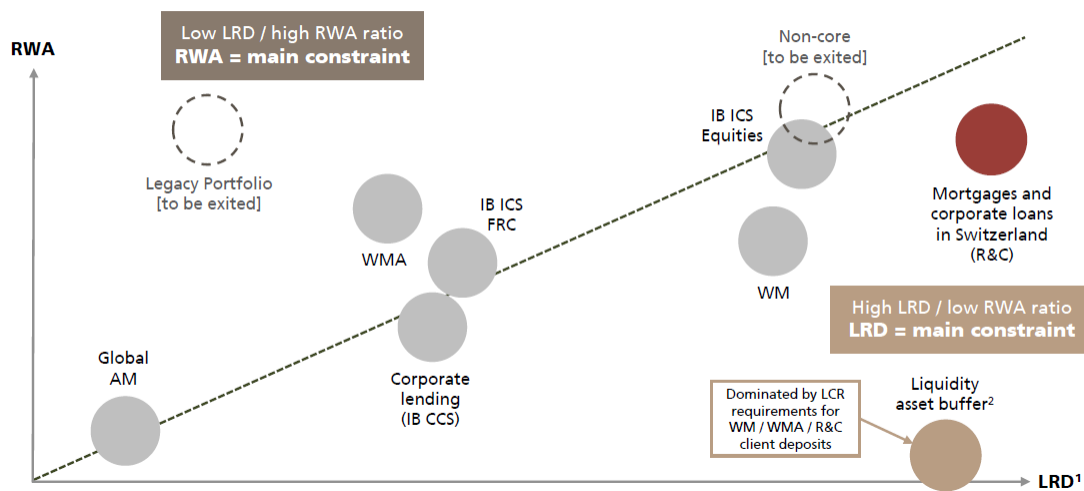 Low LRD / high RWA ratio
RWA = main constraint
RWA
Non-core
[to be exited]
IB ICS
Equities
Legacy Portfolio
[to be exited]
IB ICS
FRC
WMA
Mortgages and
corporate loans
in Switzerland
(R&C)
WM
High LRD / low RWA ratio
LRD = main constraint
Global
AM
Corporate
lending
(IB CCS)
Dominated by LCR
requirements for
WM / WMA / R&C
client deposits
Liquidity
asset buffer²
LRD¹